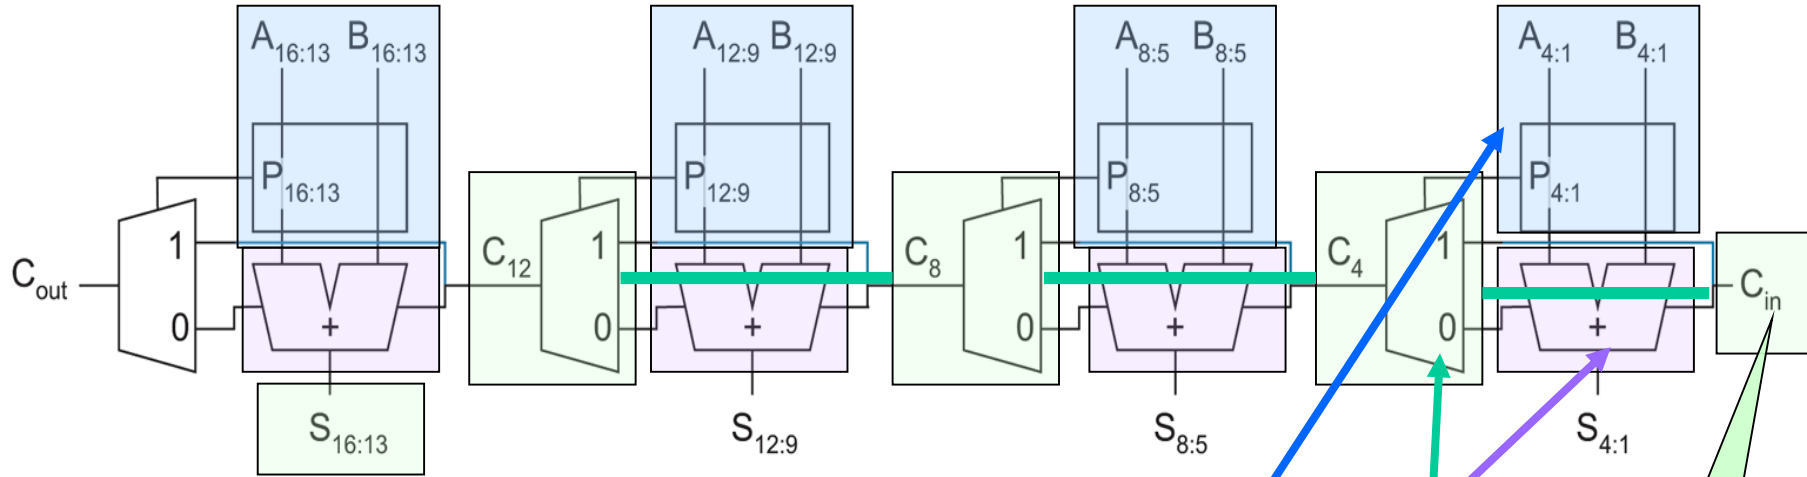 A16:13 B16:13
A12:9 B12:9
A8:5 B8:5
A4:1 B4:1
P16:13
P12:9
P8:5
P4:1
1
C12
1
C8
1
C4
1
Cout
Cin
0
+
0
+
0
+
0
+
S16:13
S12:9
S8:5
S4:1